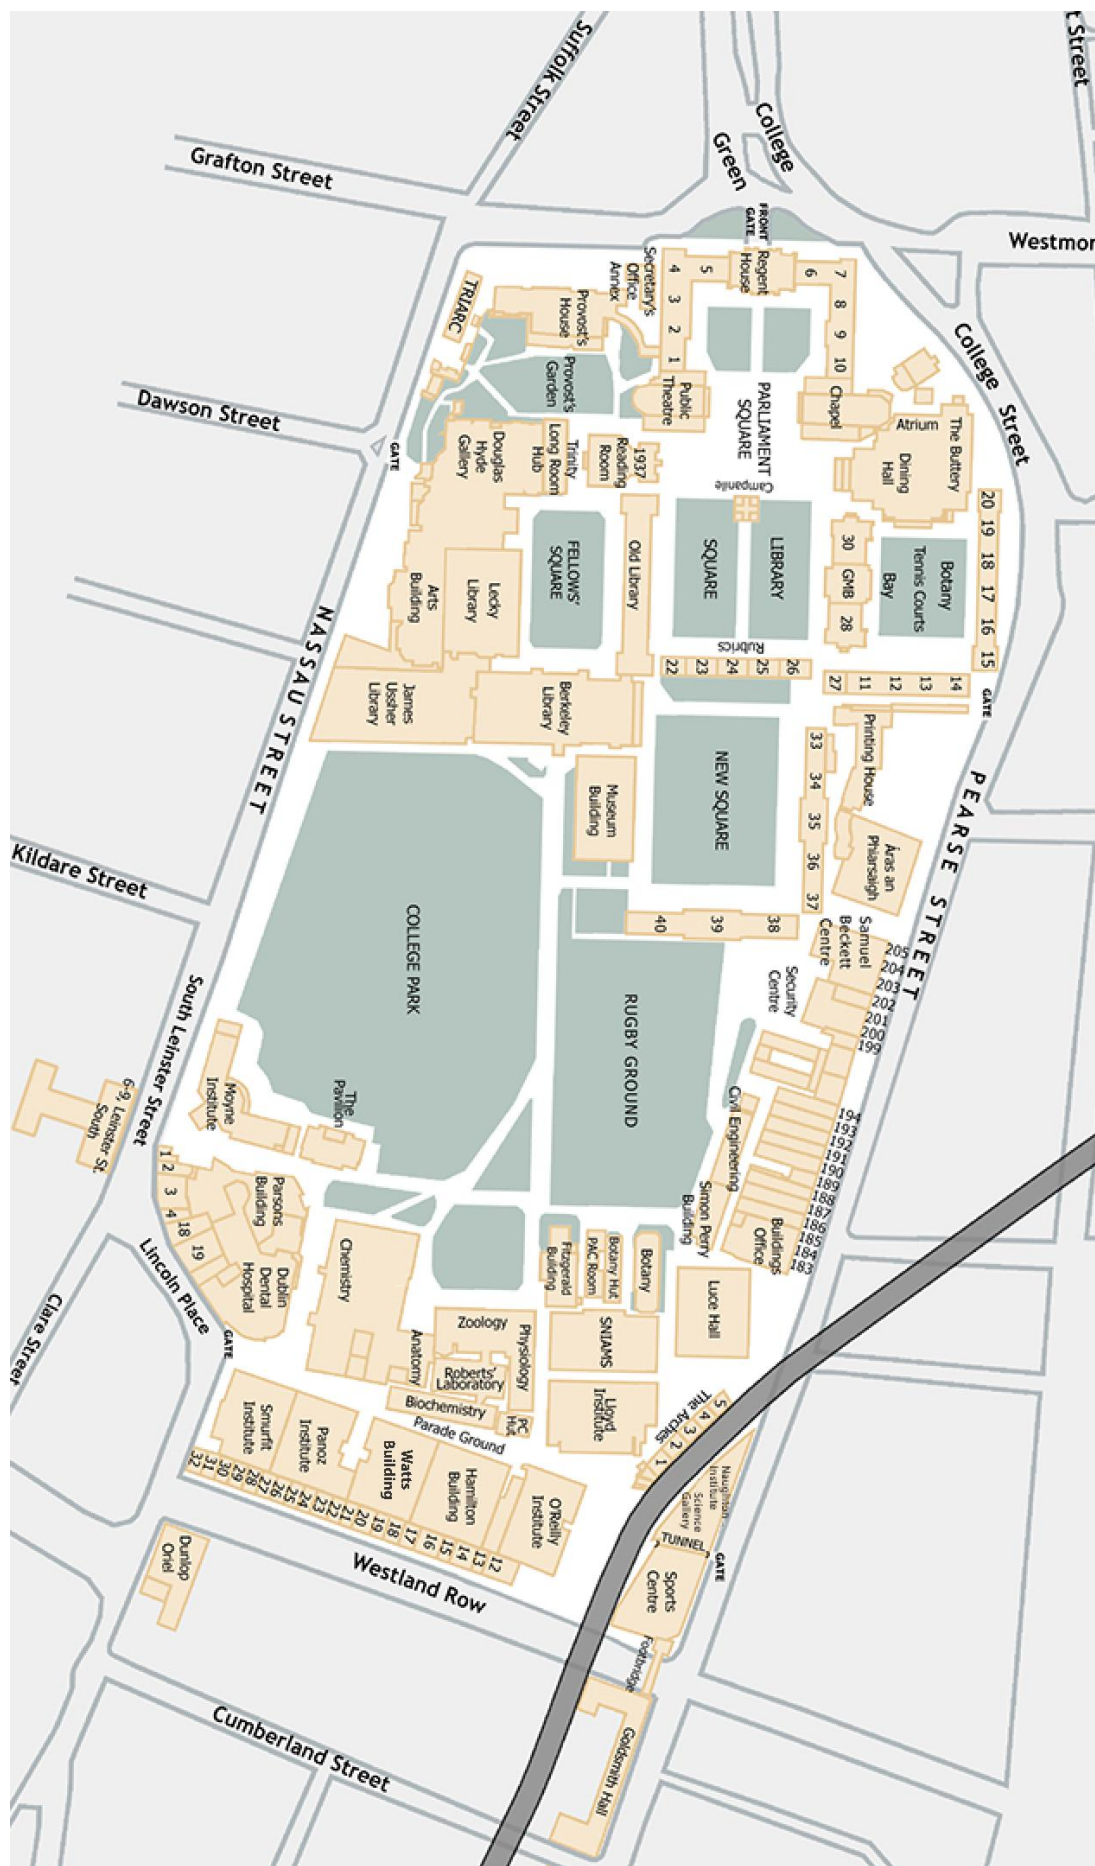 Suffolk Street
Grafton Street
College
Green
t Street
Westmor
College Street
FRONT
GATE
Regent
House
Secretary's
Office
Annex
4
5
6
7
3
8
2
9
1
10
TRIARC
Provost's
House
Provost's
Garden
Public
Theatre
PARLIAMENT
SQUARE
Chapel
Atrium
The Buttery
Dining
Hall
Dawson Street
GATE
Douglas
Hyde
Gallery
Trinity
Long Room
Hub
1937
Reading
Room
Campanile
20
19
18
17
16
15
Botany
Tennis Courts
Bay
30
GMB
28
LIBRARY
SQUARE
Old Library
FELLOWS'
SQUARE
Lecky
Library
Arts
Building
Rubrics
22
23
24
25
26
27
11
12
13
14
GATE
NASSAU STREET
James
Ussher
Library
Berkeley
Library
Printing House
33
34
35
36
37
NEW SQUARE
Museum
Building
Áras an
Phiarsaigh
PEARSE STREET
Kildare Street
COLLEGE PARK
40
39
38
Samuel
Beckett
Centre
205
204
203
202
201
200
199
Security
Centre
RUGBY GROUND
South Leinster Street
6-9, Leinster St.
South
Moyne
Institute
The
Pavilion
Civil Engineering
Simon Perry
Building
194
193
192
191
190
189
188
187
186
185
184
183
Buildings
Office
1
2
3
4
18
19
Parsons
Building
Dublin
Dental
Hospital
Lincoln Place
GATE
Clare Street
Chemistry
Fitzgerald
Building
Botany Hut
PAC Room
Botany
Luce Hall
SNIAMS
Zoology
Physiology
Anatomy
Roberts'
Laboratory
Biochemistry
PC
Hut
Parade Ground
Lloyd
Institute
The Arches
5
4
3
2
1
Naughton
Institute
Science
Gallery
TUNNEL
GATE
Smurfit
Institute
Panoz
Institute
Watts
Building
Hamilton
Building
O'Reilly
Institute
32
31
30
29
28
27
26
25
24
23
22
21
20
19
18
17
16
15
14
13
12
Westland Row
Dunlop
Oriel
Sports
Centre
Footbridge
Goldsmith Hall
Cumberland Street